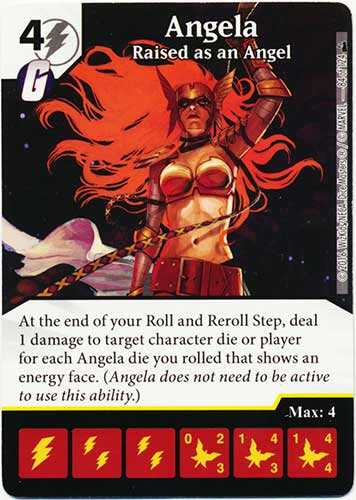 4
G
Angela
Raised as an Angel
At the end of your Roll and Reroll Step, deal
1 damage to target character die or player
for each Angela die you rolled that shows an
energy face. (Angela does not need to be active
to use this ability.)
Max: 4
0 2
3
1 4
3
1 4
4